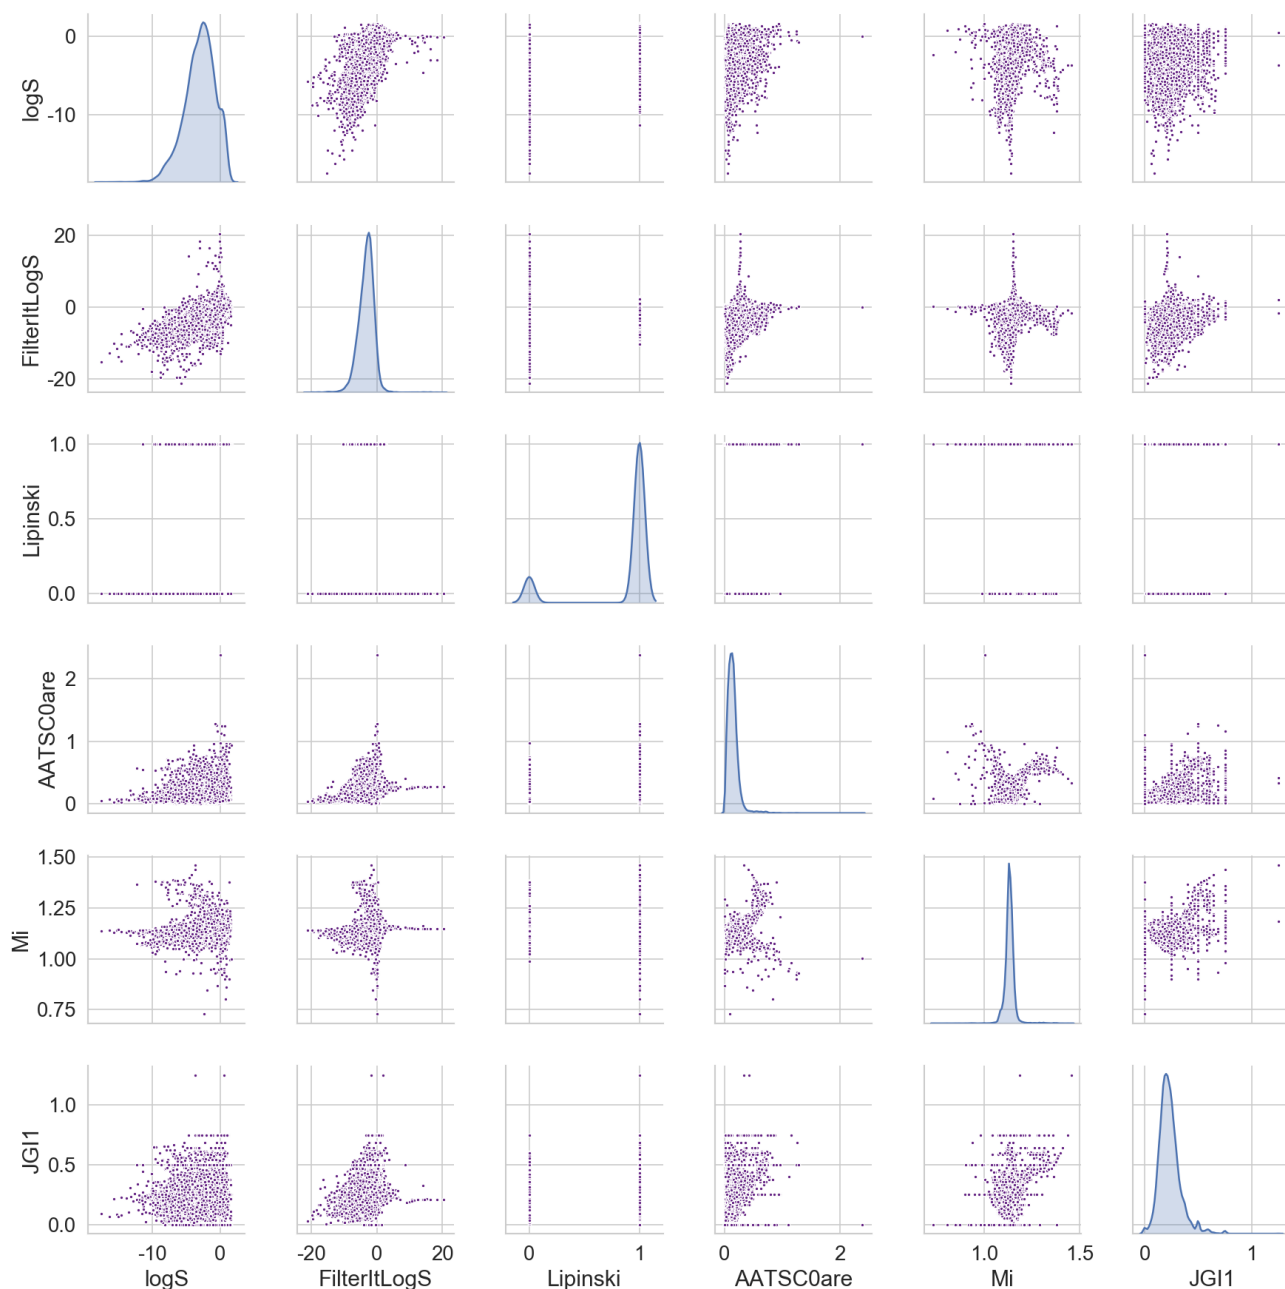 logS
0
-10
FilterItLogS
20
0
-20
Lipinski
1.0
0.5
0.0
AATSC0are
2
1
0
Mi
1.50
1.25
1.00
0.75
JGI1
1.0
0.5
0.0
-10 0 -20 0 20 0 1 0 2 1.0 1.5 0 1
logS FilterItLogS Lipinski AATSC0are Mi JGI1